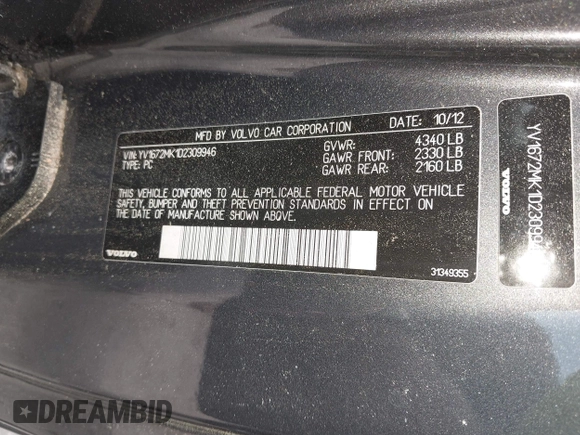 MFD BY VOLVO CAR CORPORATION DATE: 10/12
VIN: YV1672MK1D2309946 GVWR: 4340 LB
TYPE: PC GAWR FRONT: 2330 LB
GAWR REAR: 2160 LB
THIS VEHICLE CONFORMS TO ALL APPLICABLE FEDERAL MOTOR VEHICLE
SAFETY, BUMPER AND THEFT PREVENTION STANDARDS IN EFFECT ON
THE DATE OF MANUFACTURE SHOWN ABOVE.
VOLVO 31349355
YV1672MK1D23099
VOLVO
DREAMBID